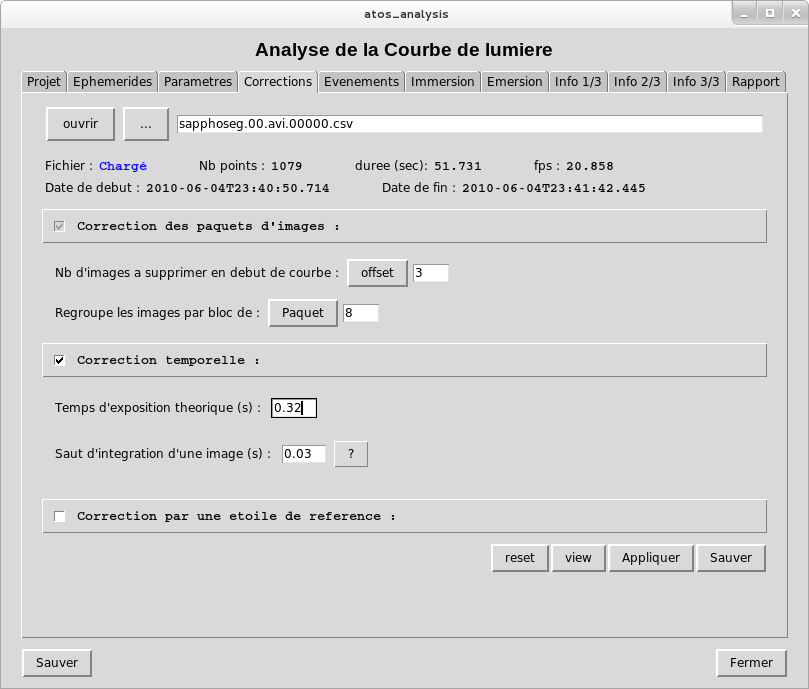 atos_analysis
Analyse de la Courbe de lumiere
Projet Ephemerides Parametres Corrections Evenements Immersion Emersion Info 1/3 Info 2/3 Info 3/3 Rapport
ouvrir ... sapphoseg.00.avi.00000.csv
Fichier : Chargé Nb points : 1079 duree (sec): 51.731 fps : 20.858
Date de debut : 2010-06-04T23:40:50.714 Date de fin : 2010-06-04T23:41:42.445
Correction des paquets d'images :
Nb d'images a supprimer en debut de courbe : offset 3
Regroupe les images par bloc de : Paquet 8
Correction temporelle :
Temps d'exposition theorique (s) : 0.32
Saut d'integration d'une image (s) : 0.03 ?
Correction par une etoile de reference :
reset view Appliquer Sauver
Sauver Fermer